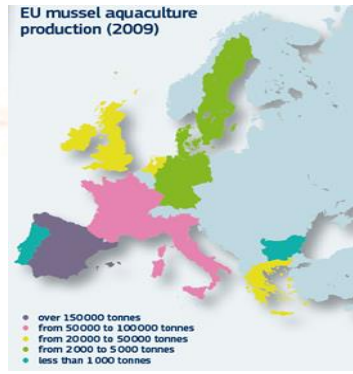 EU mussel aquaculture
production (2009)
over 150000 tonnes
from 50000 to 100000 tonnes
from 20000 to 50000 tonnes
from 2000 to 5000 tonnes
less than 1000 tonnes